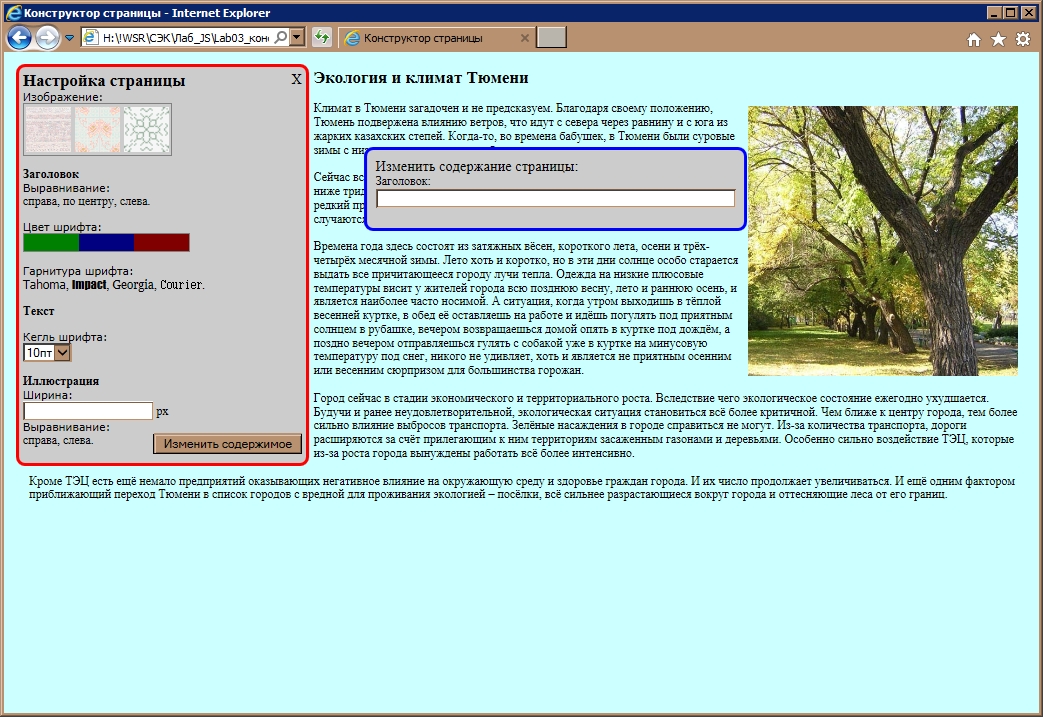 Конструктор страницы - Internet Explorer
H:\!WSR\СЭК\Лаб_JS\Lab03_кон
Конструктор страницы
Настройка страницы
X
Изображение:
Заголовок
Выравнивание:
справа, по центру, слева.
Цвет шрифта:
Гарнитура шрифта:
Tahoma, Impact, Georgia, Courier.
Текст
Кегль шрифта:
10пт
Иллюстрация
Ширина:
px
Выравнивание:
справа, слева.
Изменить содержимое
Экология и климат Тюмени
Климат в Тюмени загадочен и не предсказуем. Благодаря своему положению,
Тюмень подвержена влиянию ветров, что идут с севера через равнину и с юга из
жарких казахских степей. Когда-то, во времена бабушек, в Тюмени были суровые
зимы с
Сейчас
ниже
редкий
случаются
Изменить содержание страницы:
Заголовок:
Времена года здесь состоят из затяжных вёсен, короткого лета, осени и трёх-
четырёх месячной зимы. Лето хоть и коротко, но в эти дни солнце особо старается
выдать все причитающееся городу лучи тепла. Одежда на низкие плюсовые
температуры висит у жителей города всю позднюю весну, лето и раннюю осень, и
является наиболее часто носимой. А ситуация, когда утром выходишь в тёплой
весенней куртке, в обед её оставляешь на работе и идёшь погулять под приятным
солнцем в рубашке, вечером возвращаешься домой опять в куртке под дождём, а
поздно вечером отправляешься гулять с собакой уже в куртке на минусовую
температуру под снег, никого не удивляет, хоть и является не приятным осенним
или весенним сюрпризом для большинства горожан.
Город сейчас в стадии экономического и территориального роста. Вследствие чего экологическое состояние ежегодно ухудшается.
Будучи и ранее неудовлетворительной, экологическая ситуация становиться всё более критичной. Чем ближе к центру города, тем более
сильно влияние выбросов транспорта. Зелёные насаждения в городе справиться не могут. Из-за количества транспорта, дороги
расширяются за счёт прилегающим к ним территориям засаженным газонами и деревьями. Особенно сильно воздействие ТЭЦ, которые
из-за роста города вынуждены работать всё более интенсивно.
Кроме ТЭЦ есть ещё немало предприятий оказывающих негативное влияние на окружающую среду и здоровье граждан города. И их число продолжает увеличиваться. И ещё одним фактором
приближающий переход Тюмени в список городов с вредной для проживания экологией – посёлки, всё сильнее разрастающиеся вокруг города и оттесняющие леса от его границ.